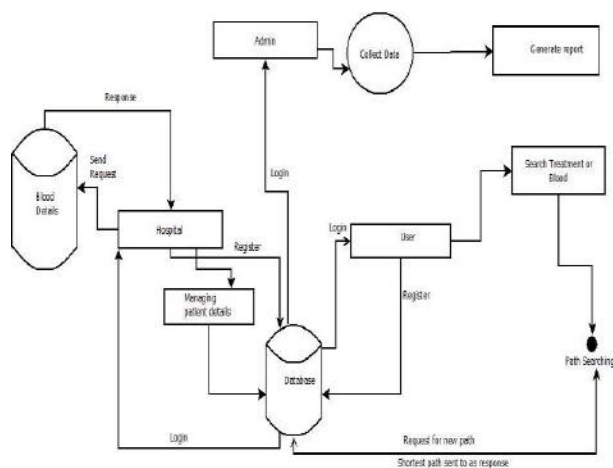 Admin
Collect Data
Generate report
Response
Send
Request
Blood
Details
Hospital
Login
Search Treatment or
Blood
Login
User
Register
Register
Managing
patient details
Database
Path Searching
Login
Request for new path
Shortest path sent to as response